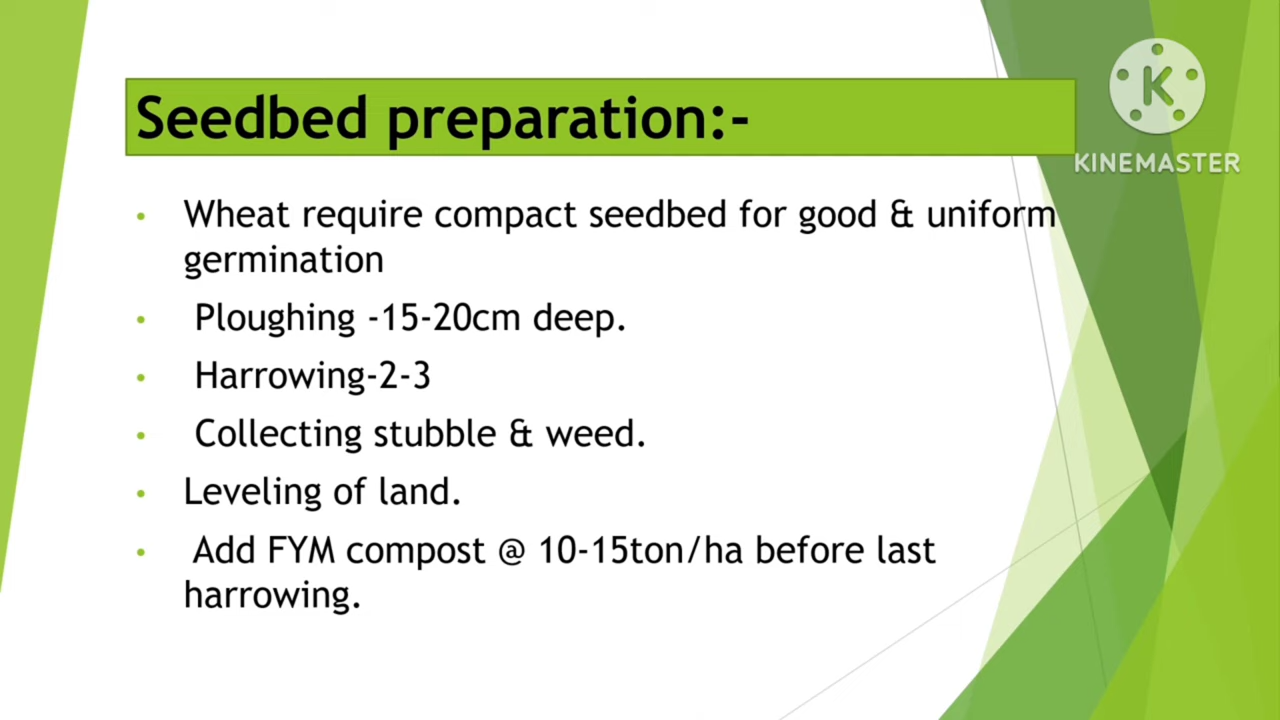 Seedbed preparation:-
K
KINEMASTER
• Wheat require compact seedbed for good & uniform
germination
• Ploughing -15-20cm deep.
• Harrowing-2-3
• Collecting stubble & weed.
• Leveling of land.
• Add FYM compost @ 10-15ton/ha before last
harrowing.